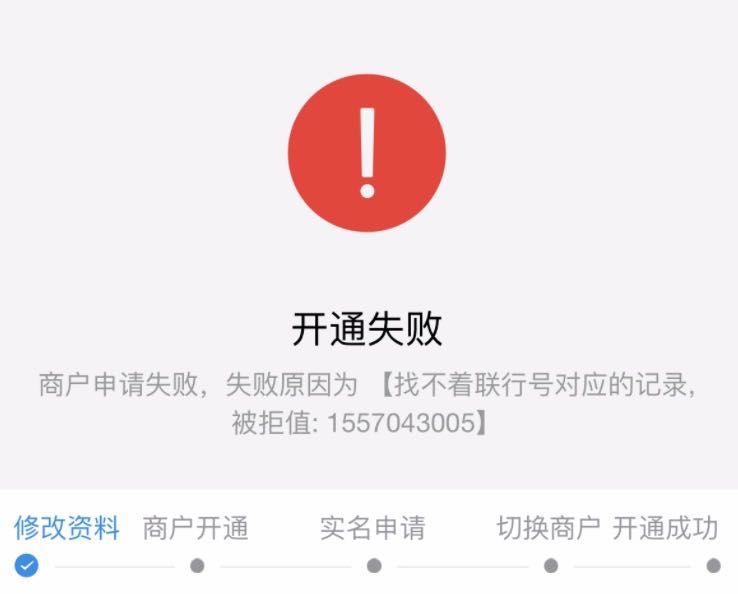 开通失败
商户申请失败，失败原因为 【找不着联行号对应的记录,
被拒值: 1557043005】
修改资料 商户开通 实名申请 切换商户 开通成功